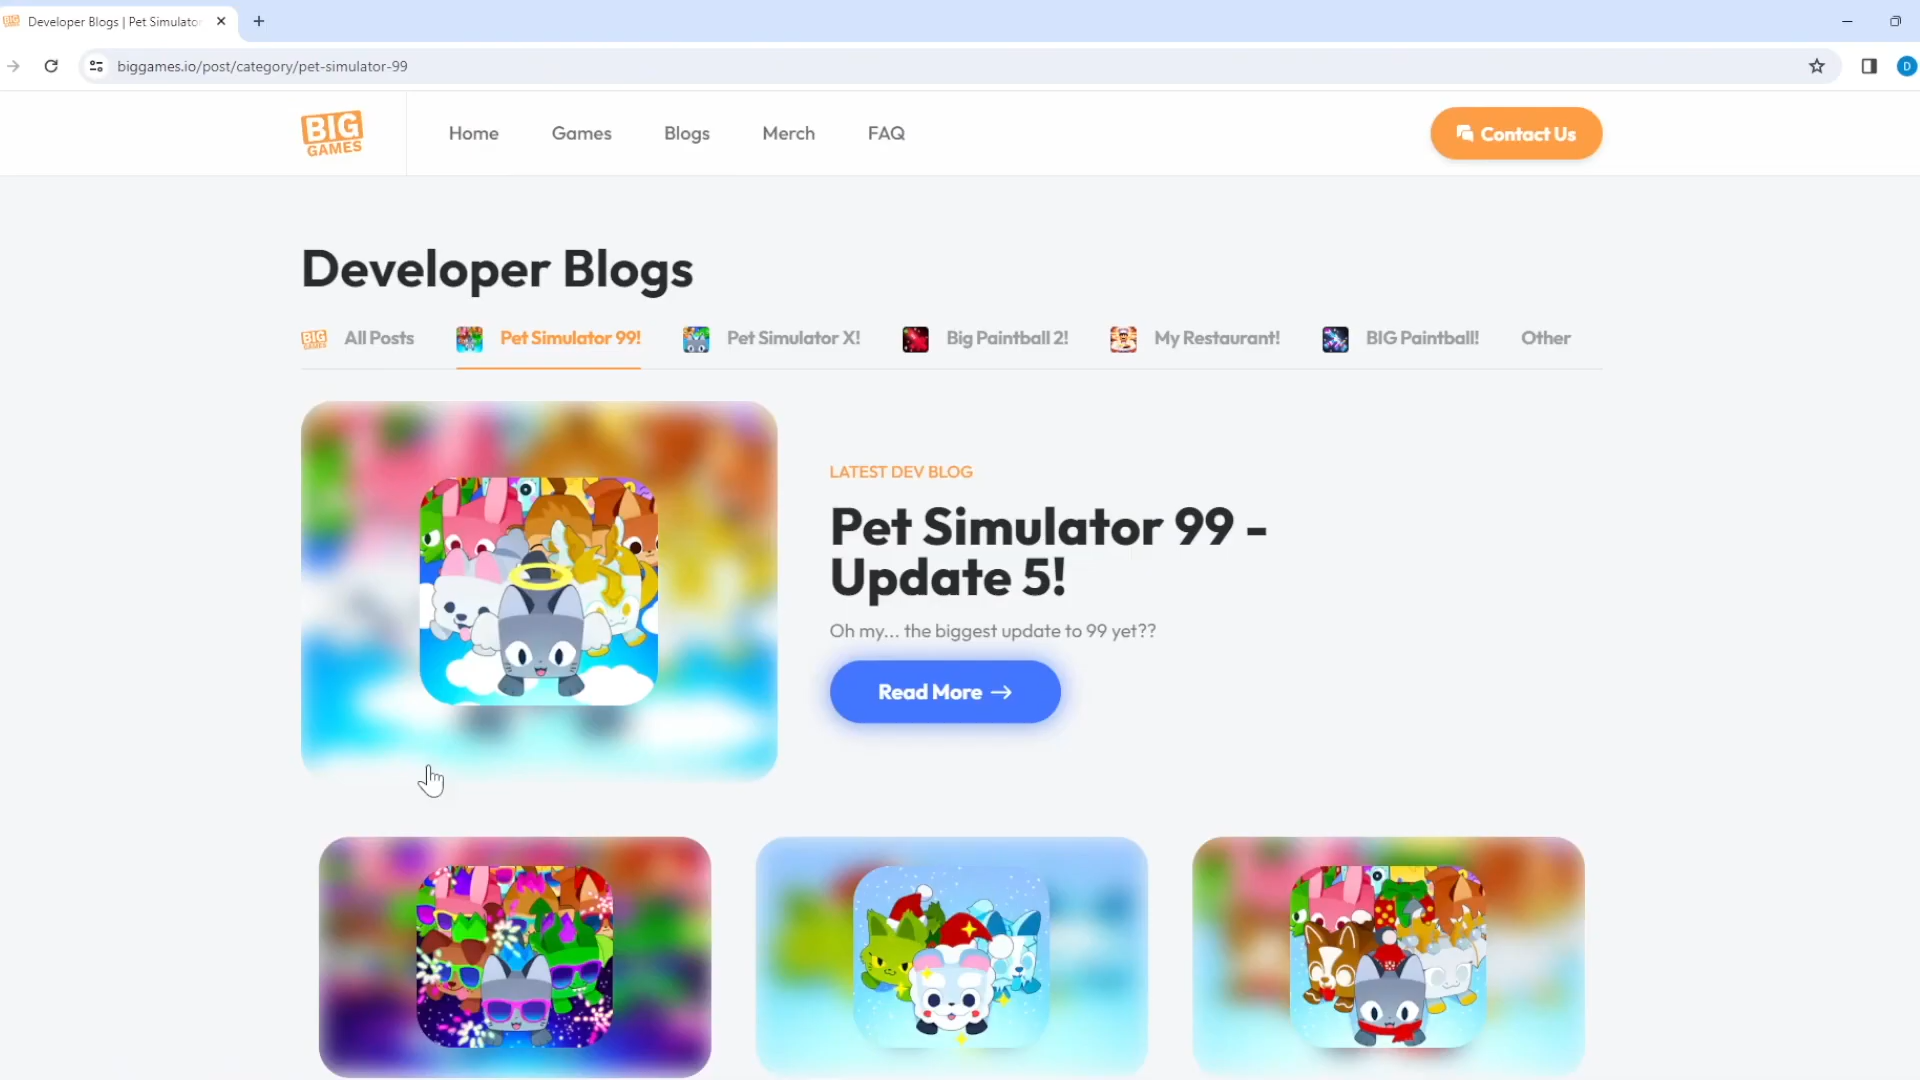 Developer Blogs | Pet Simulator
biggames.io/post/category/pet-simulator-99
D
BIG GAMES
Home
Games
Blogs
Merch
FAQ
Contact Us
Developer Blogs
BIG GAMES
All Posts
Pet Simulator 99!
Pet Simulator X!
Big Paintball 2!
My Restaurant!
BIG Paintball!
Other
LATEST DEV BLOG
Pet Simulator 99 -
Update 5!
Oh my... the biggest update to 99 yet??
Read More →